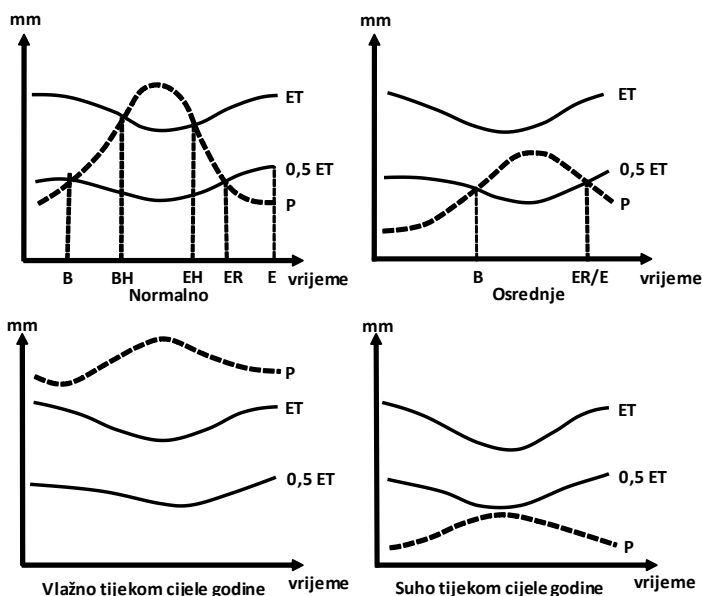 mm
ET
0,5 ET
P
B BH EH ER E vrijeme
Normalno
mm
ET
0,5 ET
P
B ER/E vrijeme
Osrednje
mm
P
ET
0,5 ET
vrijeme
Vlažno tijekom cijele godine
mm
ET
0,5 ET
P
vrijeme
Suho tijekom cijele godine